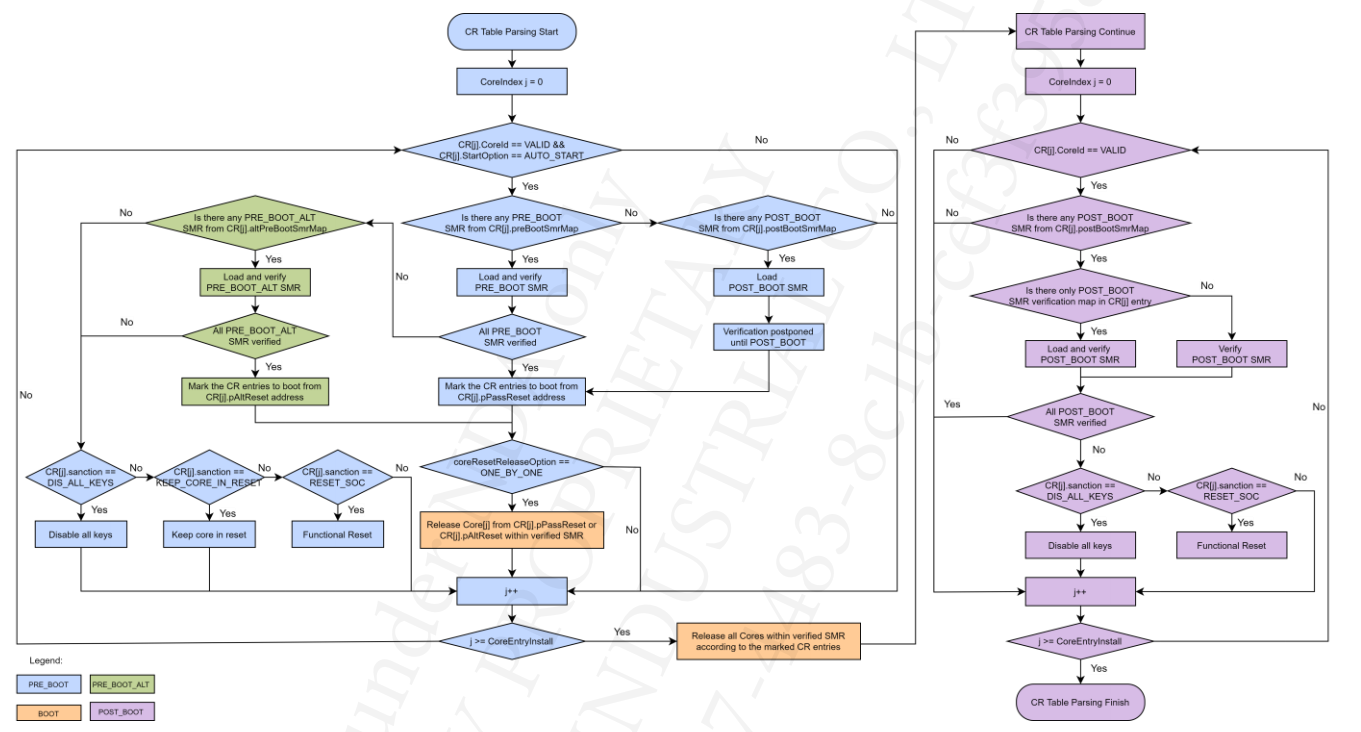 CR Table Parsing Start
CoreIndex j = 0
CR[j].CoreId == VALID &&
CR[j].StartOption == AUTO_START
No
Yes
Is there any PRE_BOOT_ALT
SMR from CR[j].altPreBootSmrMap
No
Yes
Is there any PRE_BOOT
SMR from CR[j].preBootSmrMap
No
Yes
Is there any POST_BOOT
SMR from CR[j].postBootSmrMap
No
Yes
Load and verify
PRE_BOOT_ALT SMR
No
Load and verify
PRE_BOOT SMR
Load
POST_BOOT SMR
All PRE_BOOT_ALT
SMR verified
No
Yes
All PRE_BOOT
SMR verified
Yes
Verification postponed
until POST_BOOT
Mark the CR entries to boot from
CR[j].pAltReset address
Mark the CR entries to boot from
CR[j].pPassReset address
No
CR[j].sanction ==
DIS_ALL_KEYS
No
Yes
CR[j].sanction ==
KEEP_CORE_IN_RESET
No
Yes
CR[j].sanction ==
RESET_SOC
No
Yes
coreResetReleaseOption ==
ONE_BY_ONE
Yes
No
Disable all keys
Keep core in reset
Functional Reset
Release Core[j] from CR[j].pPassReset or
CR[j].pAltReset within verified SMR
j++
j >= CoreEntryInstall
Yes
Release all Cores within verified SMR
according to the marked CR entries
CR Table Parsing Continue
CoreIndex j = 0
No
CR[j].CoreId == VALID
Yes
No
Is there any POST_BOOT
SMR from CR[j].postBootSmrMap
Yes
Is there only POST_BOOT
SMR verification map in CR[j] entry
No
Yes
Load and verify
POST_BOOT SMR
Verify
POST_BOOT SMR
Yes
All POST_BOOT
SMR verified
No
No
CR[j].sanction ==
DIS_ALL_KEYS
No
Yes
CR[j].sanction ==
RESET_SOC
No
Yes
Disable all keys
Functional Reset
j++
j >= CoreEntryInstall
Yes
CR Table Parsing Finish
Legend:
PRE_BOOT
PRE_BOOT_ALT
BOOT
POST_BOOT
under NDA only
PROPRIETARY
INDUSTRIAL CO., LT